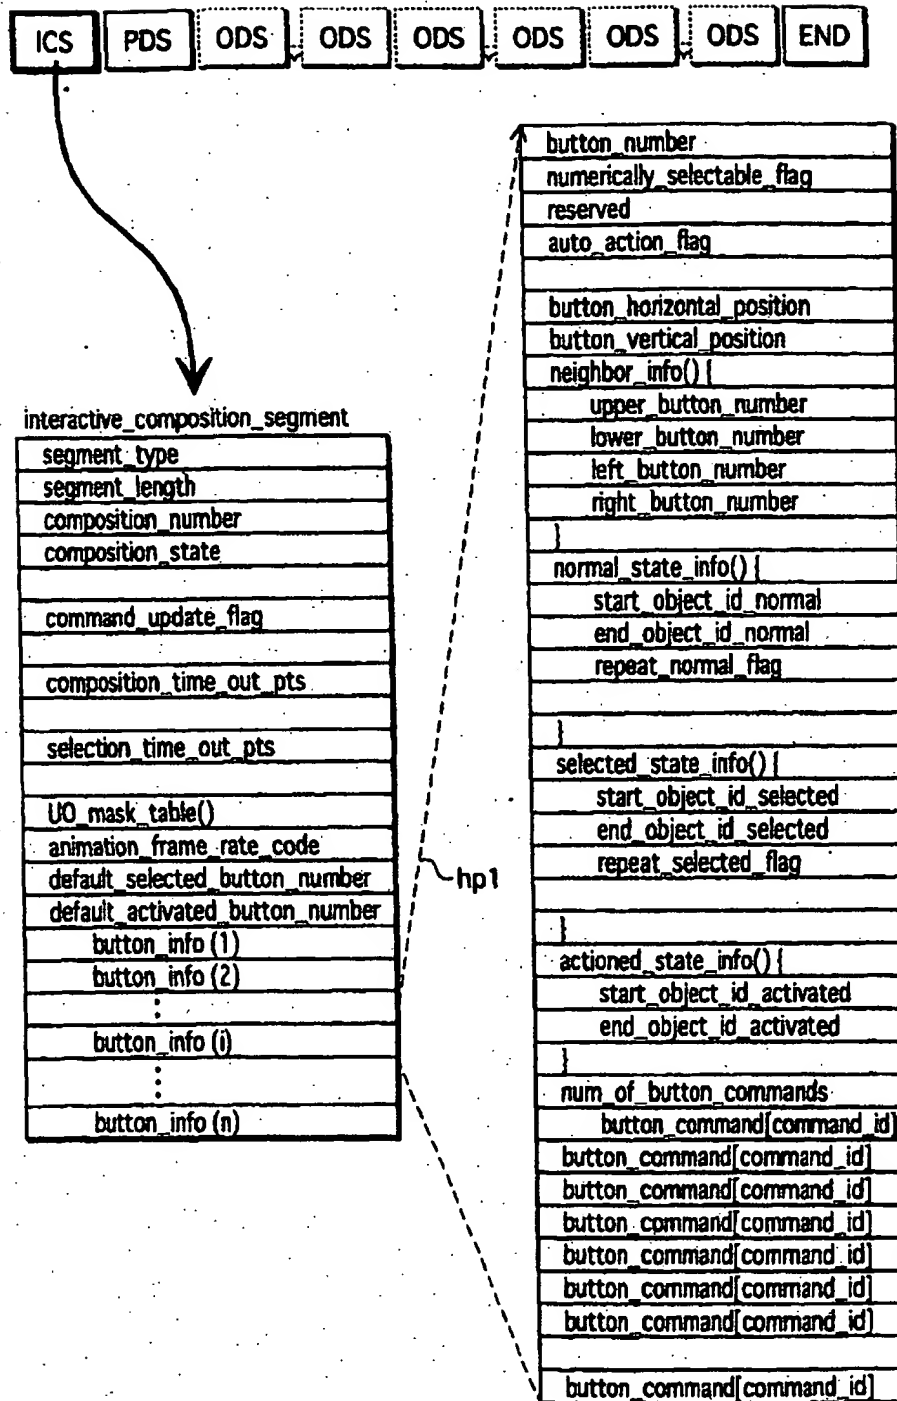 ICS PDS ODS ODS ODS ODS ODS ODS END
interactive_composition_segment
segment_type
segment_length
composition_number
composition_state
command_update_flag
composition_time_out_pts
selection_time_out_pts
UO_mask_table()
animation_frame_rate_code
default_selected_button_number
default_activated_button_number
button_info (1)
button_info (2)
button_info (i)
button_info (n)
hp1
button_number
numerically_selectable_flag
reserved
auto_action_flag
button_horizontal_position
button_vertical_position
neighbor_info() {
upper_button_number
lower_button_number
left_button_number
right_button_number
}
normal_state_info() {
start_object_id_normal
end_object_id_normal
repeat_normal_flag
}
selected_state_info() {
start_object_id_selected
end_object_id_selected
repeat_selected_flag
}
actioned_state_info() {
start_object_id_activated
end_object_id_activated
}
num_of_button_commands
button_command[command_id]
button_command[command_id]
button_command[command_id]
button_command[command_id]
button_command[command_id]
button_command[command_id]
button_command[command_id]
button_command[command_id]